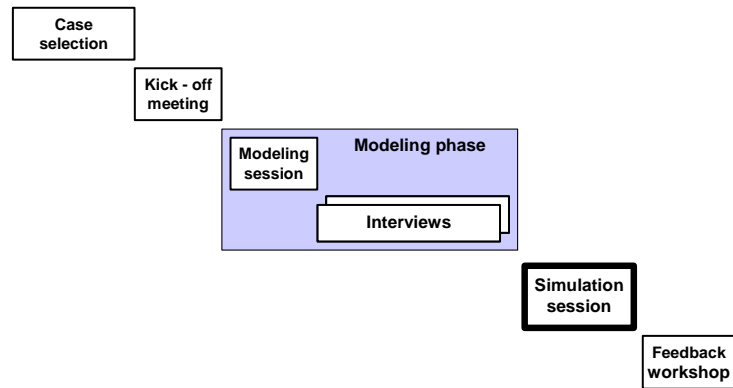 Case
selection
Kick - off
meeting
Modeling phase
Modeling
session
Interviews
Simulation
session
Feedback
workshop